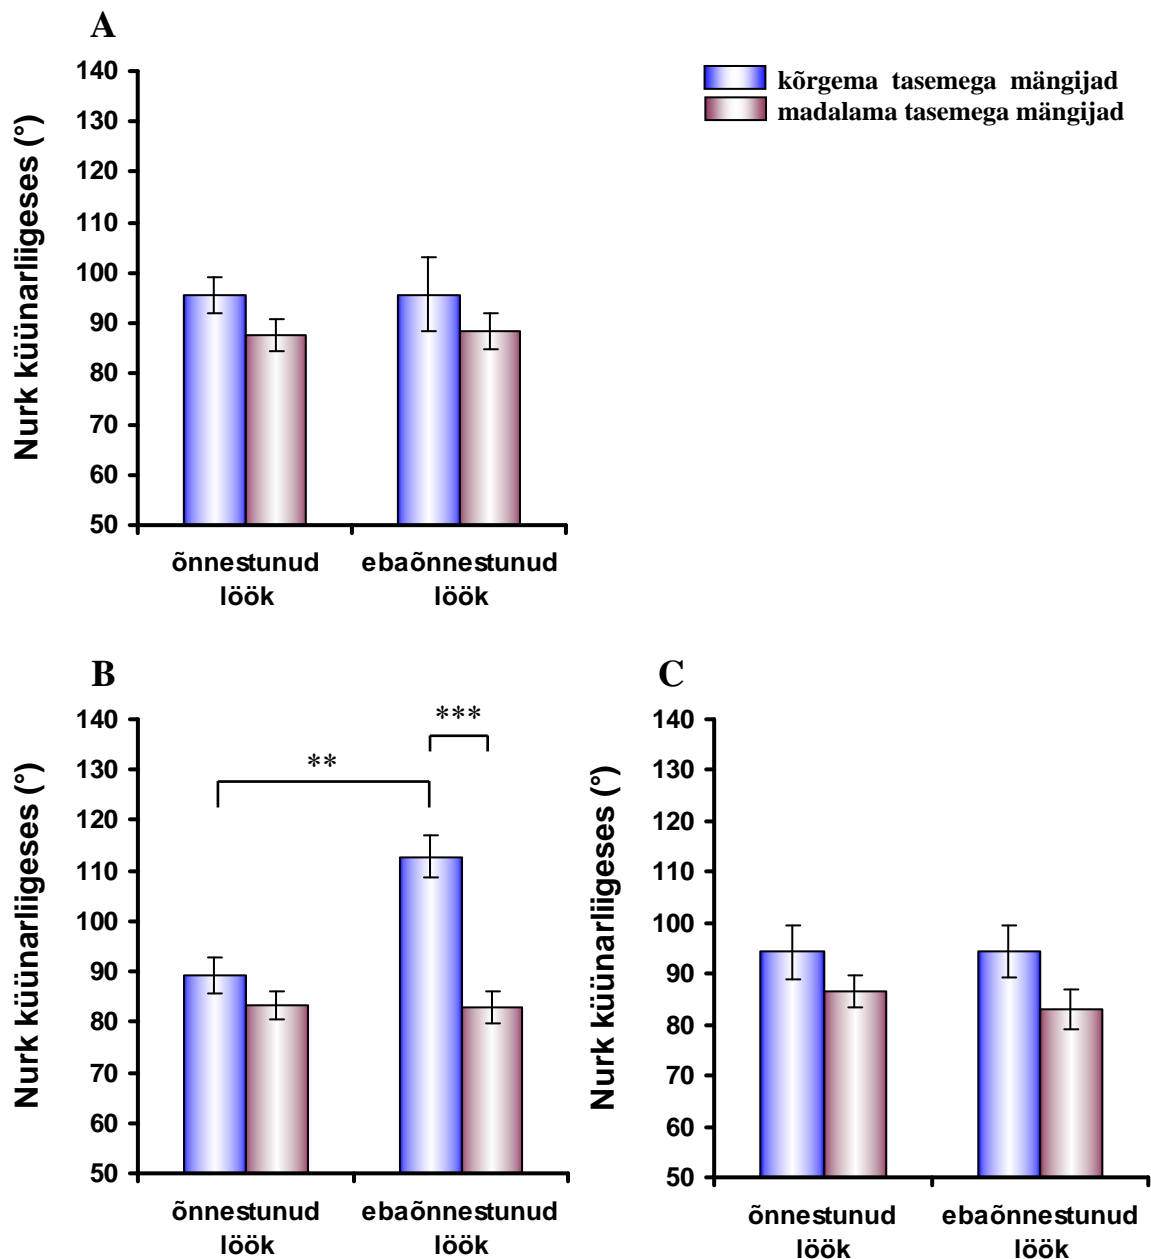 A
kõrgema tasemega mängijad
madalama tasemega mängijad
Nurk küünarliigeses (°)
140
130
120
110
100
90
80
70
60
50
õnnestunud
löök
ebaõnnestunud
löök
B
Nurk küünarliigeses (°)
140
130
120
110
100
90
80
70
60
50
**
***
õnnestunud
löök
ebaõnnestunud
löök
C
Nurk küünarliigeses (°)
140
130
120
110
100
90
80
70
60
50
õnnestunud
löök
ebaõnnestunud
löök